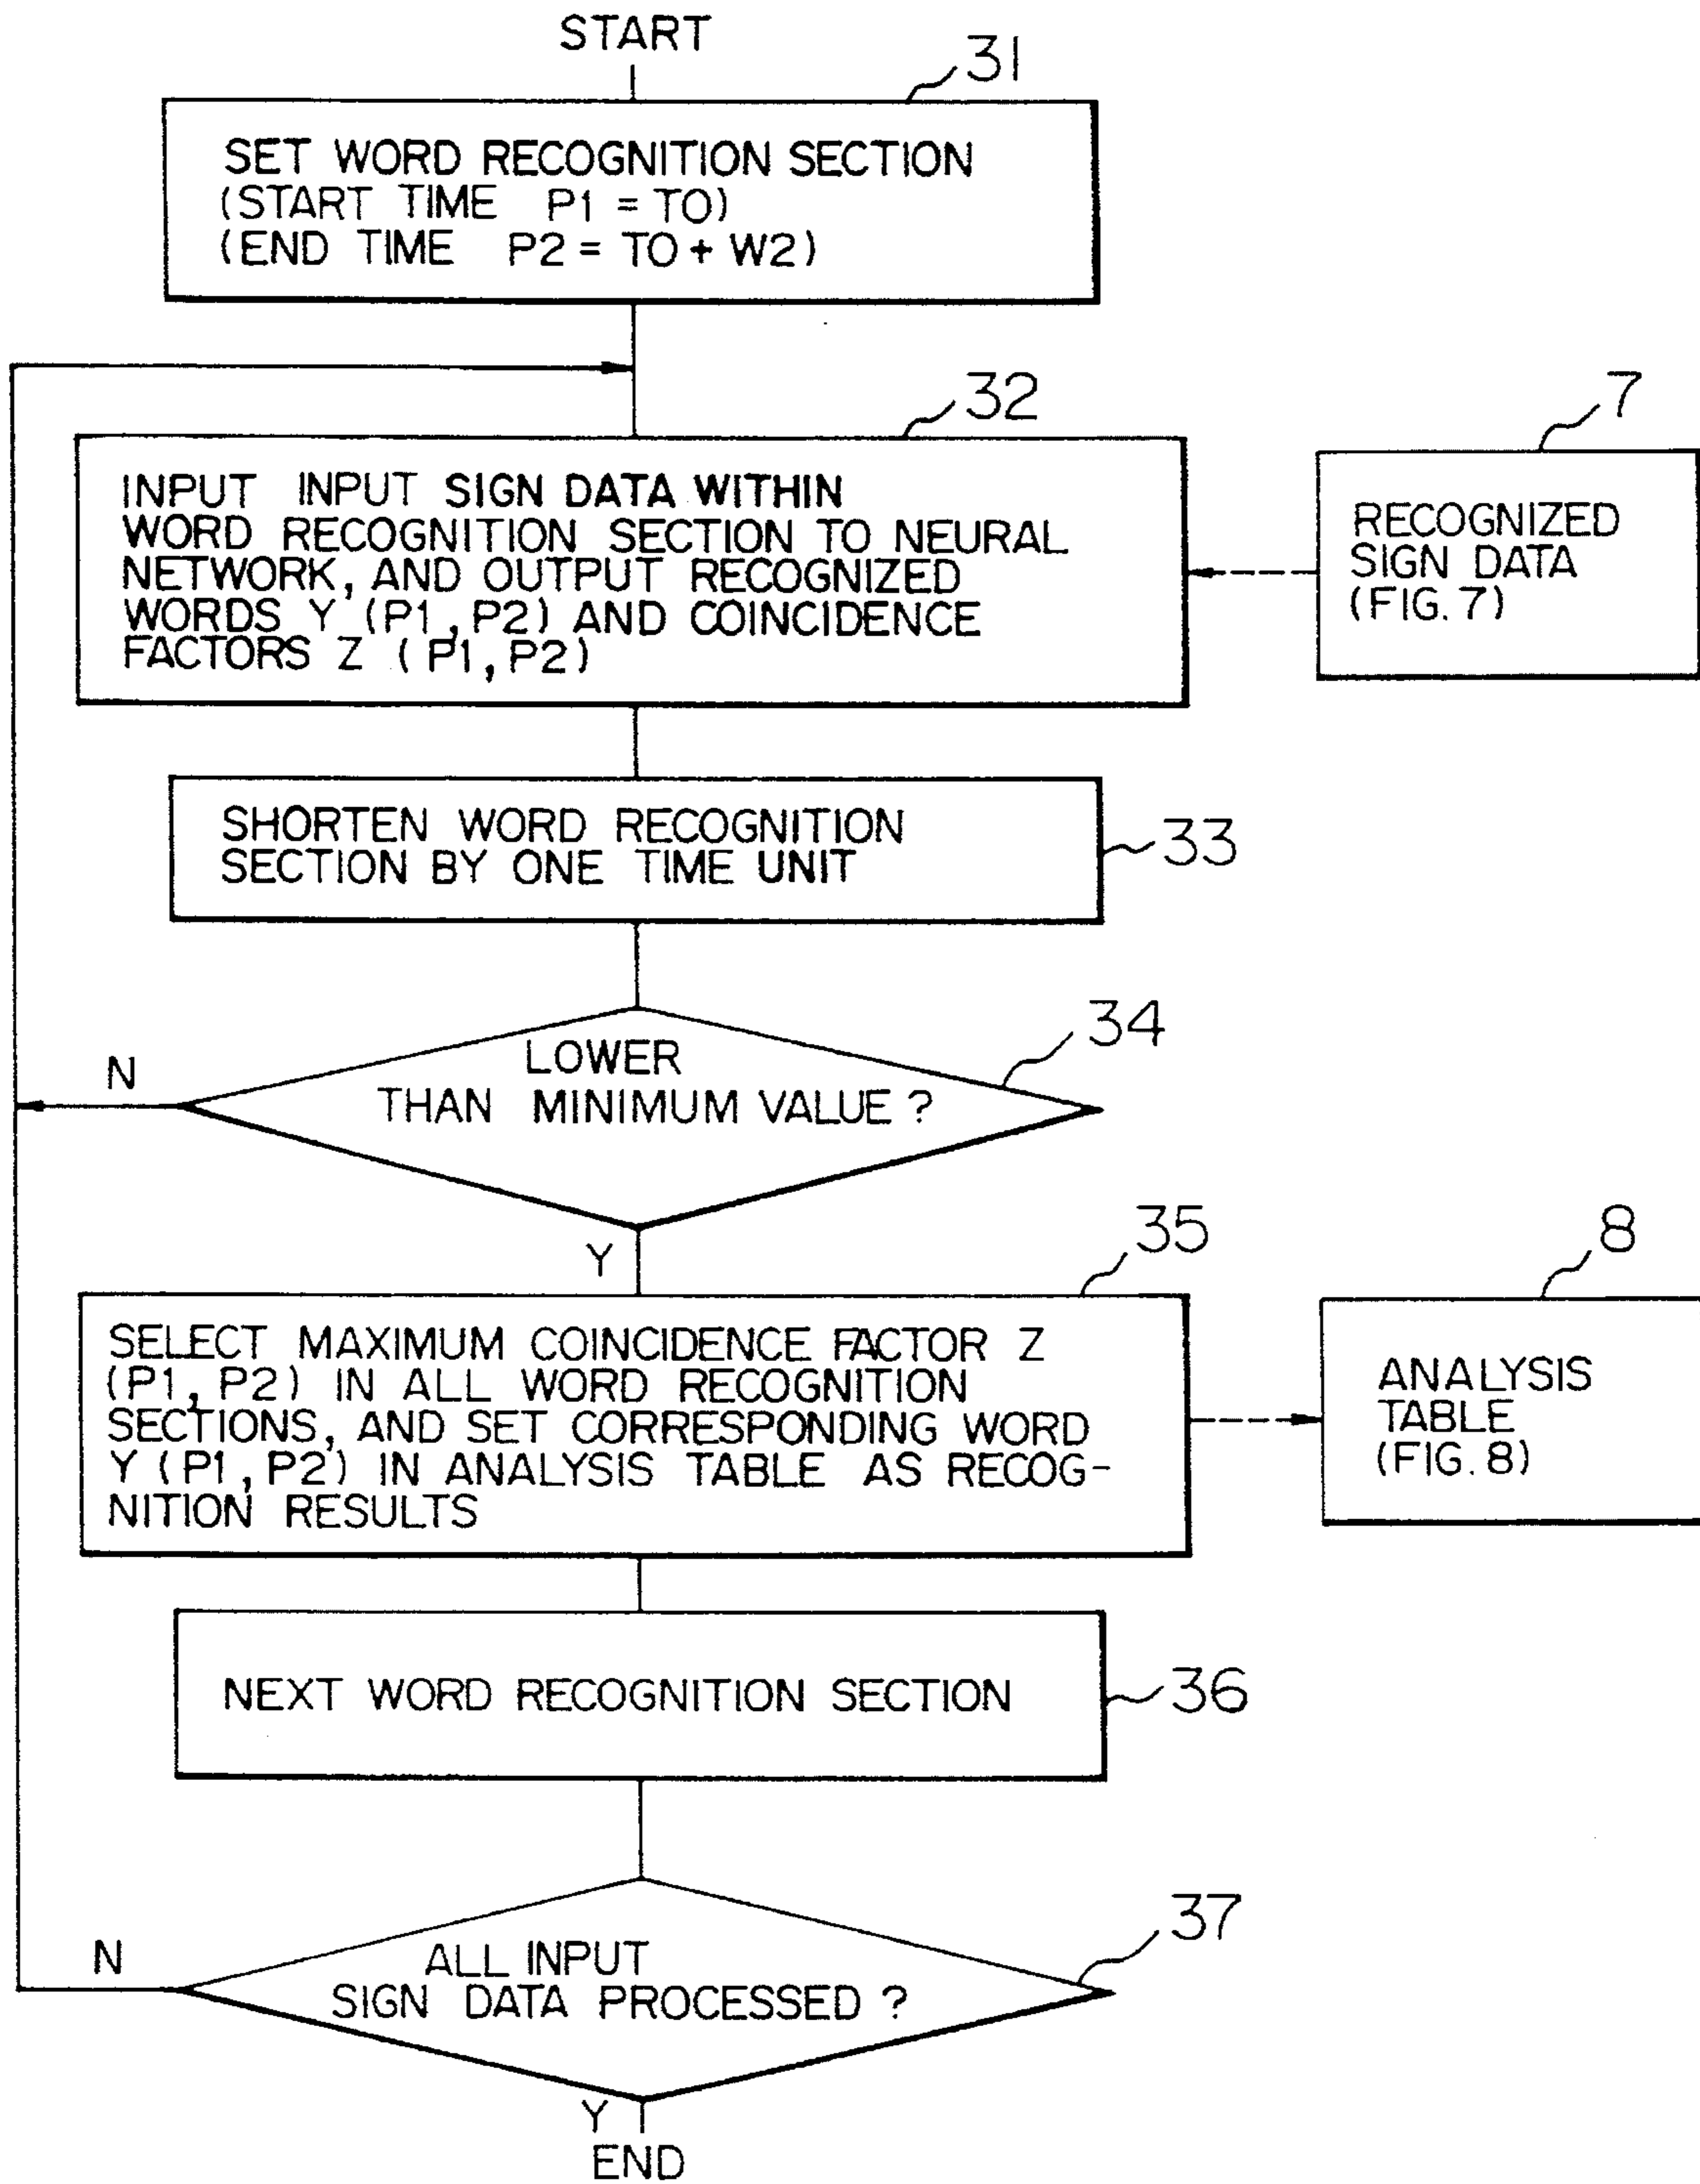 START
31
SET WORD RECOGNITION SECTION
(START TIME P1 = T0)
(END TIME P2 = T0 + W2)
32
INPUT INPUT SIGN DATA WITHIN
WORD RECOGNITION SECTION TO NEURAL
NETWORK, AND OUTPUT RECOGNIZED
WORDS Y (P1, P2) AND COINCIDENCE
FACTORS Z (P1, P2)
7
RECOGNIZED
SIGN DATA
(FIG. 7)
SHORTEN WORD RECOGNITION
SECTION BY ONE TIME UNIT
33
34
N
LOWER
THAN MINIMUM VALUE ?
Y
35
SELECT MAXIMUM COINCIDENCE FACTOR Z
(P1, P2) IN ALL WORD RECOGNITION
SECTIONS, AND SET CORRESPONDING WORD
Y (P1, P2) IN ANALYSIS TABLE AS RECOG-
NITION RESULTS
8
ANALYSIS
TABLE
(FIG. 8)
NEXT WORD RECOGNITION SECTION
36
37
N
ALL INPUT
SIGN DATA PROCESSED ?
Y
END